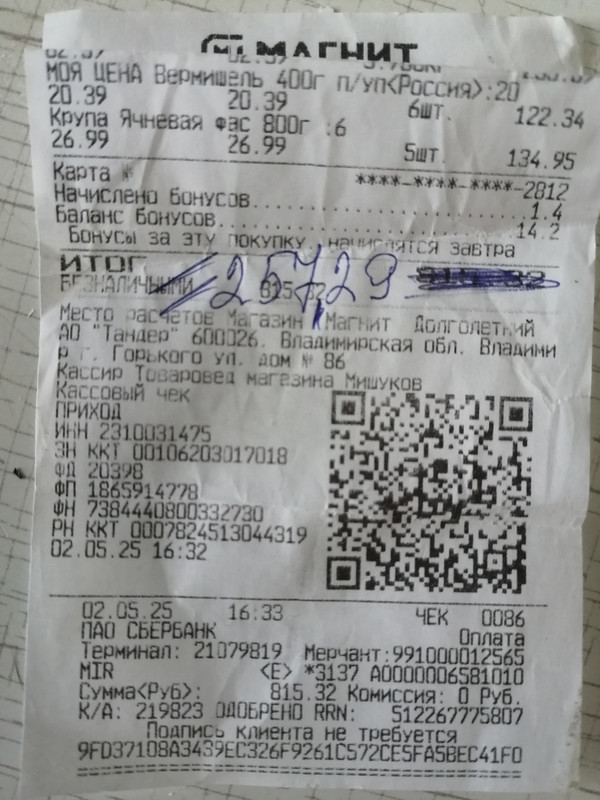 МАГНИТ
МОЯ ЦЕНА Вермишель 400г п/уп<Россия>:20
20.39 20.39 6шт. 122.34
Крупа Ячневая фас 800г :6
26.99 26.99 5шт. 134.95
Карта № ****-****-****-2812
Начислено бонусов 1.4
Баланс бонусов 14.2
Бонусы за эту покупку, начислятся завтра
ИТОГ 257,29
БЕЗНАЛИЧНЫМИ
Место расчетов Магазин Магнит Долголетний
АО "Тандер" 600026. Владимирская обл. Владими
р г. Горького ул. дом № 86
Кассир Товаровед магазина Мишуков
Кассовый чек
ПРИХОД
ИНН 2310031475
ЗН ККТ 00106203017018
ФД 20398
ФП 1865914778
ФН 7384440800332730
РН ККТ 0007824513044319
02.05.25 16:32
02.05.25 16:33 ЧЕК 0086
ПАО СБЕРБАНК Оплата
Терминал: 21079819 Мерчант:991000012565
MIR <E> *3137 A0000006581010
Сумма<Руб>: 815.32 Комиссия: 0 Руб.
К/А: 219823 ОДОБРЕНО RRN: 512267775807
Подпись клиента не требуется
9FD37108A3439EC326F9261C572CE5FA5BEC41F0